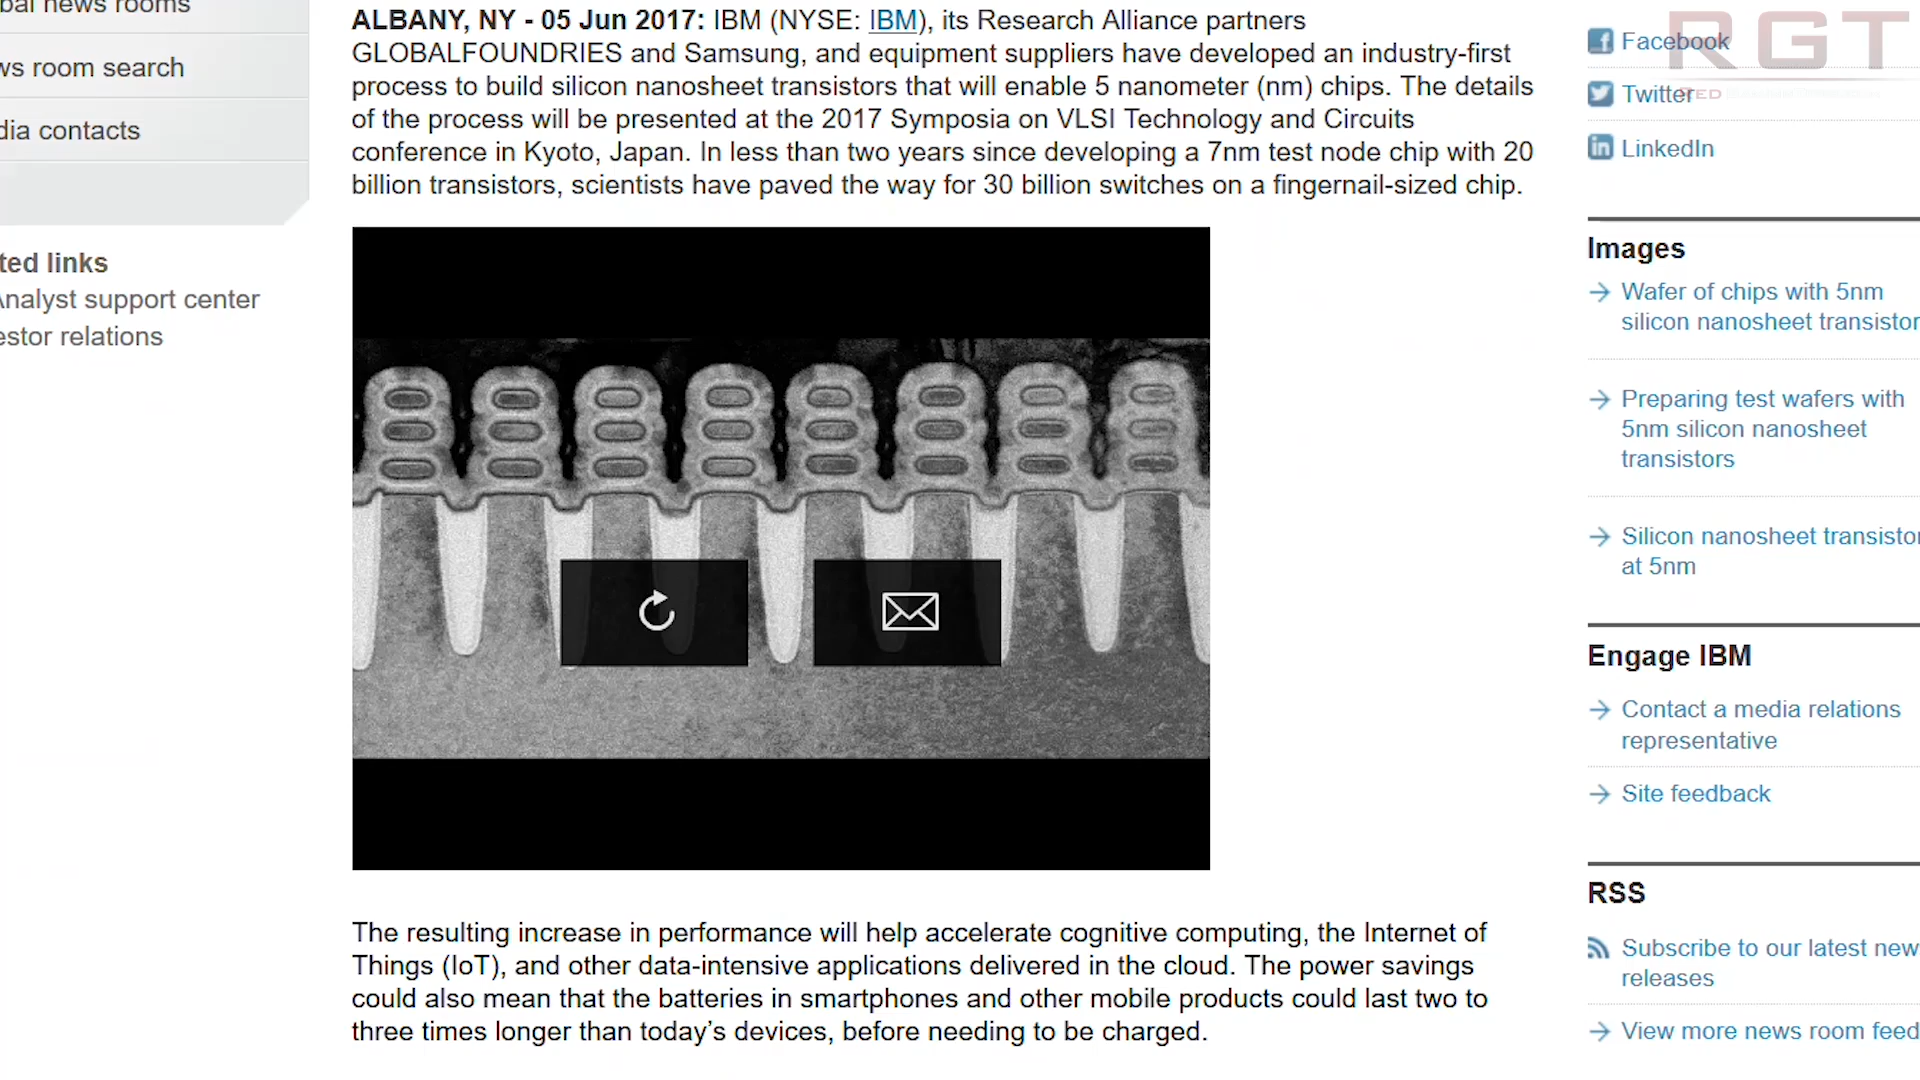 bal news rooms
ws room search
dia contacts
ted links
Analyst support center
estor relations
ALBANY, NY - 05 Jun 2017: IBM (NYSE: IBM), its Research Alliance partners
GLOBALFOUNDRIES and Samsung, and equipment suppliers have developed an industry-first
process to build silicon nanosheet transistors that will enable 5 nanometer (nm) chips. The details
of the process will be presented at the 2017 Symposia on VLSI Technology and Circuits
conference in Kyoto, Japan. In less than two years since developing a 7nm test node chip with 20
billion transistors, scientists have paved the way for 30 billion switches on a fingernail-sized chip.
The resulting increase in performance will help accelerate cognitive computing, the Internet of
Things (IoT), and other data-intensive applications delivered in the cloud. The power savings
could also mean that the batteries in smartphones and other mobile products could last two to
three times longer than today's devices, before needing to be charged.
RGT
RED
Facebook
Twitter
LinkedIn
Images
Wafer of chips with 5nm
silicon nanosheet transistor
Preparing test wafers with
5nm silicon nanosheet
transistors
Silicon nanosheet transistor
at 5nm
Engage IBM
Contact a media relations
representative
Site feedback
RSS
Subscribe to our latest new
releases
View more news room feed